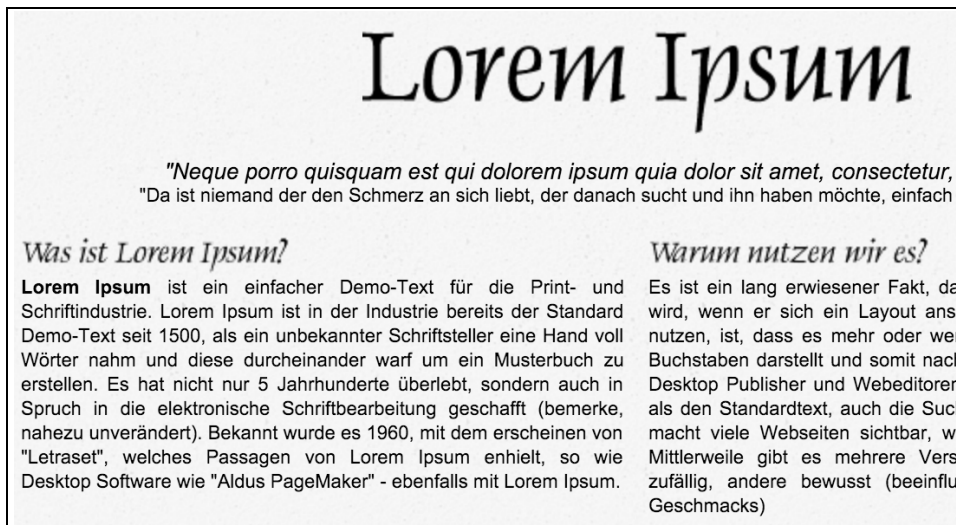 Lorem Ipsum
"Neque porro quisquam est qui dolorem ipsum quia dolor sit amet, consectetur,
"Da ist niemand der den Schmerz an sich liebt, der danach sucht und ihn haben möchte, einfach
Was ist Lorem Ipsum?
Lorem Ipsum ist ein einfacher Demo-Text für die Print- und
Schriftindustrie. Lorem Ipsum ist in der Industrie bereits der Standard
Demo-Text seit 1500, als ein unbekannter Schriftsteller eine Hand voll
Wörter nahm und diese durcheinander warf um ein Musterbuch zu
erstellen. Es hat nicht nur 5 Jahrhunderte überlebt, sondern auch in
Spruch in die elektronische Schriftbearbeitung geschafft (bemerke,
nahezu unverändert). Bekannt wurde es 1960, mit dem erscheinen von
"Letraset", welches Passagen von Lorem Ipsum enhielt, so wie
Desktop Software wie "Aldus PageMaker" - ebenfalls mit Lorem Ipsum.
Warum nutzen wir es?
Es ist ein lang erwiesener Fakt,
wird, wenn er sich ein Layout
nutzen, ist, dass es mehr oder
Buchstaben darstellt und somit
Desktop Publisher und Webeditoren
als den Standardtext, auch die
macht viele Webseiten sichtbar,
Mittlerweile gibt es mehrere
zufällig, andere bewusst
Geschmacks)